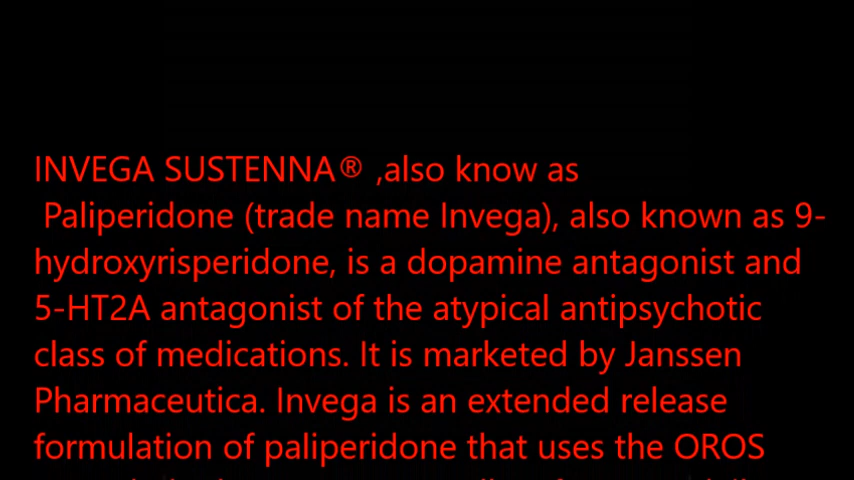 INVEGA SUSTENNA® ,also know as
Paliperidone (trade name Invega), also known as 9-
hydroxyrisperidone, is a dopamine antagonist and
5-HT2A antagonist of the atypical antipsychotic
class of medications. It is marketed by Janssen
Pharmaceutica. Invega is an extended release
formulation of paliperidone that uses the OROS